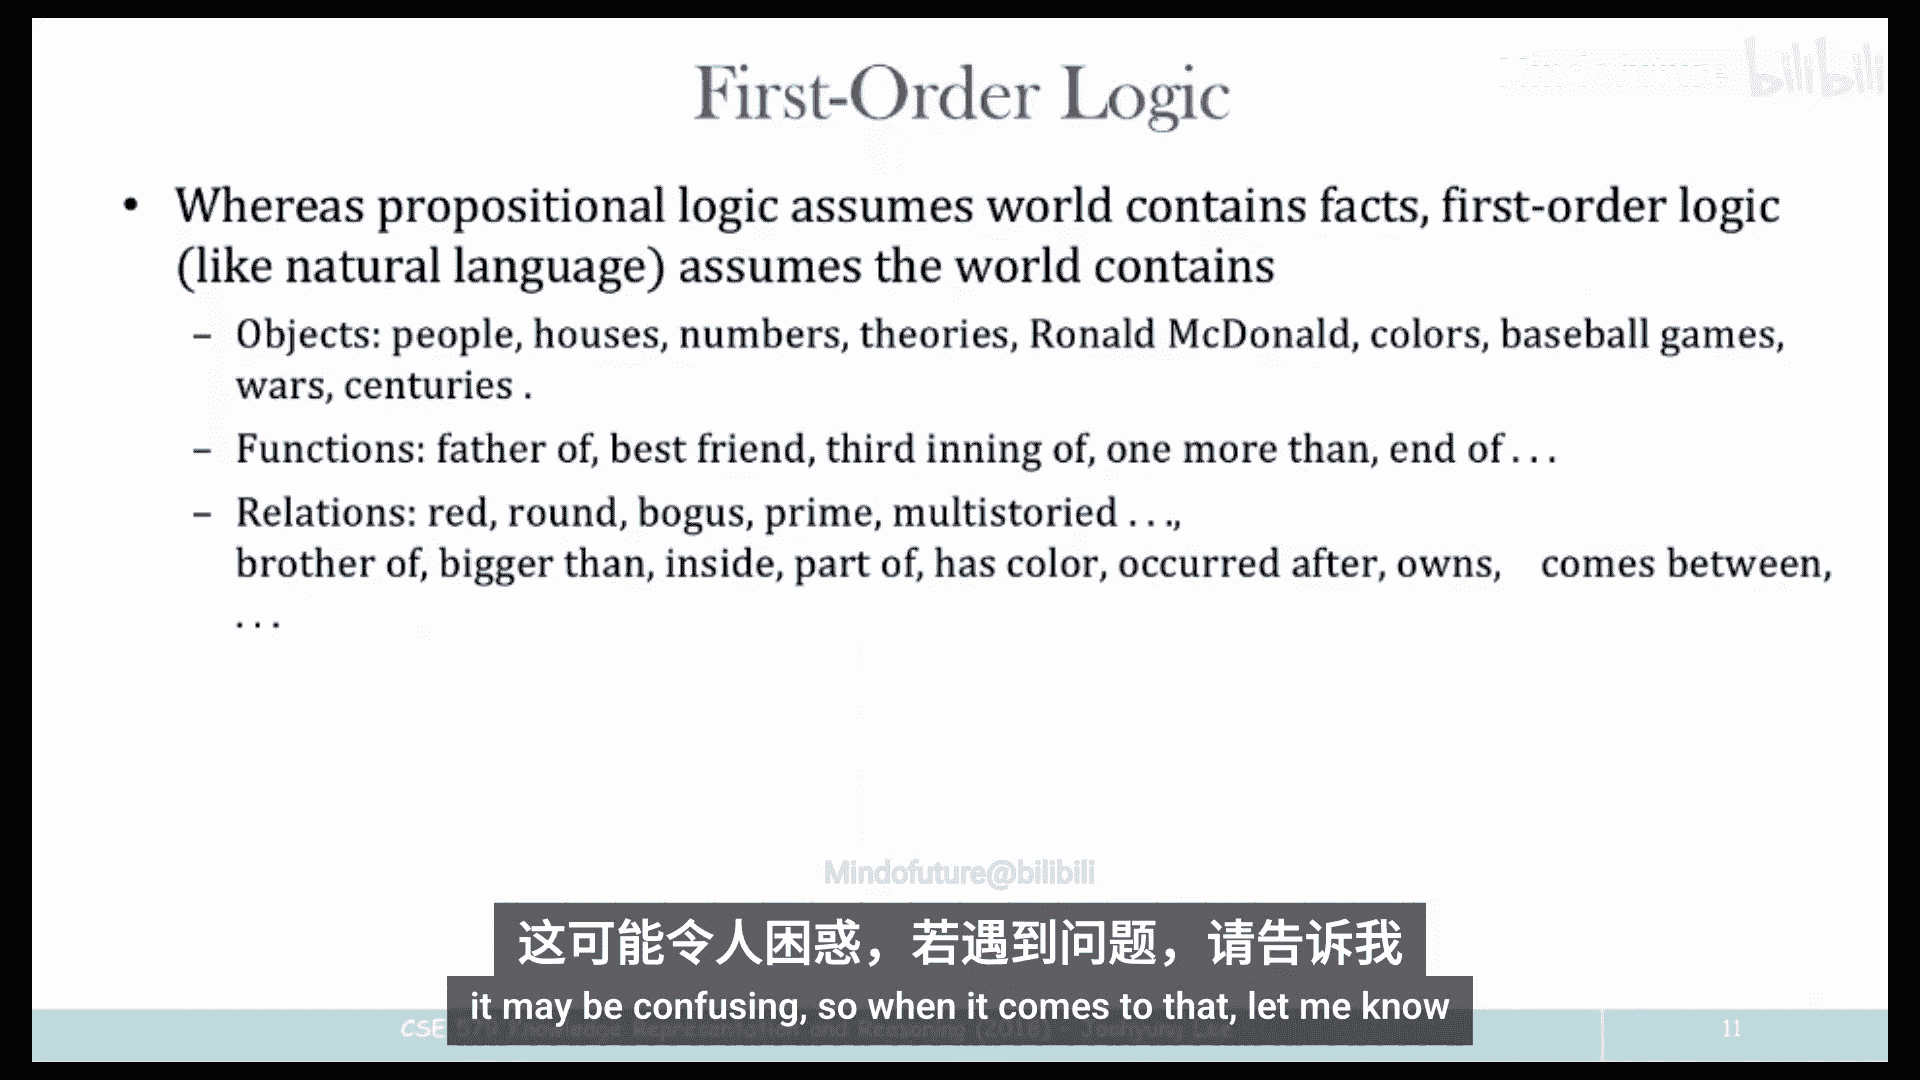 bilibili
First-Order Logic
• Whereas propositional logic assumes world contains facts, first-order logic
(like natural language) assumes the world contains
– Objects: people, houses, numbers, theories, Ronald McDonald, colors, baseball games,
wars, centuries .
– Functions: father of, best friend, third inning of, one more than, end of . . .
– Relations: red, round, bogus, prime, multistoried . . .,
brother of, bigger than, inside, part of, has color, occurred after, owns, comes between,
. . .
Mindofuture@bilibili
这可能令人困惑，若遇到问题，请告诉我
it may be confusing, so when it comes to that, let me know
CSE
11